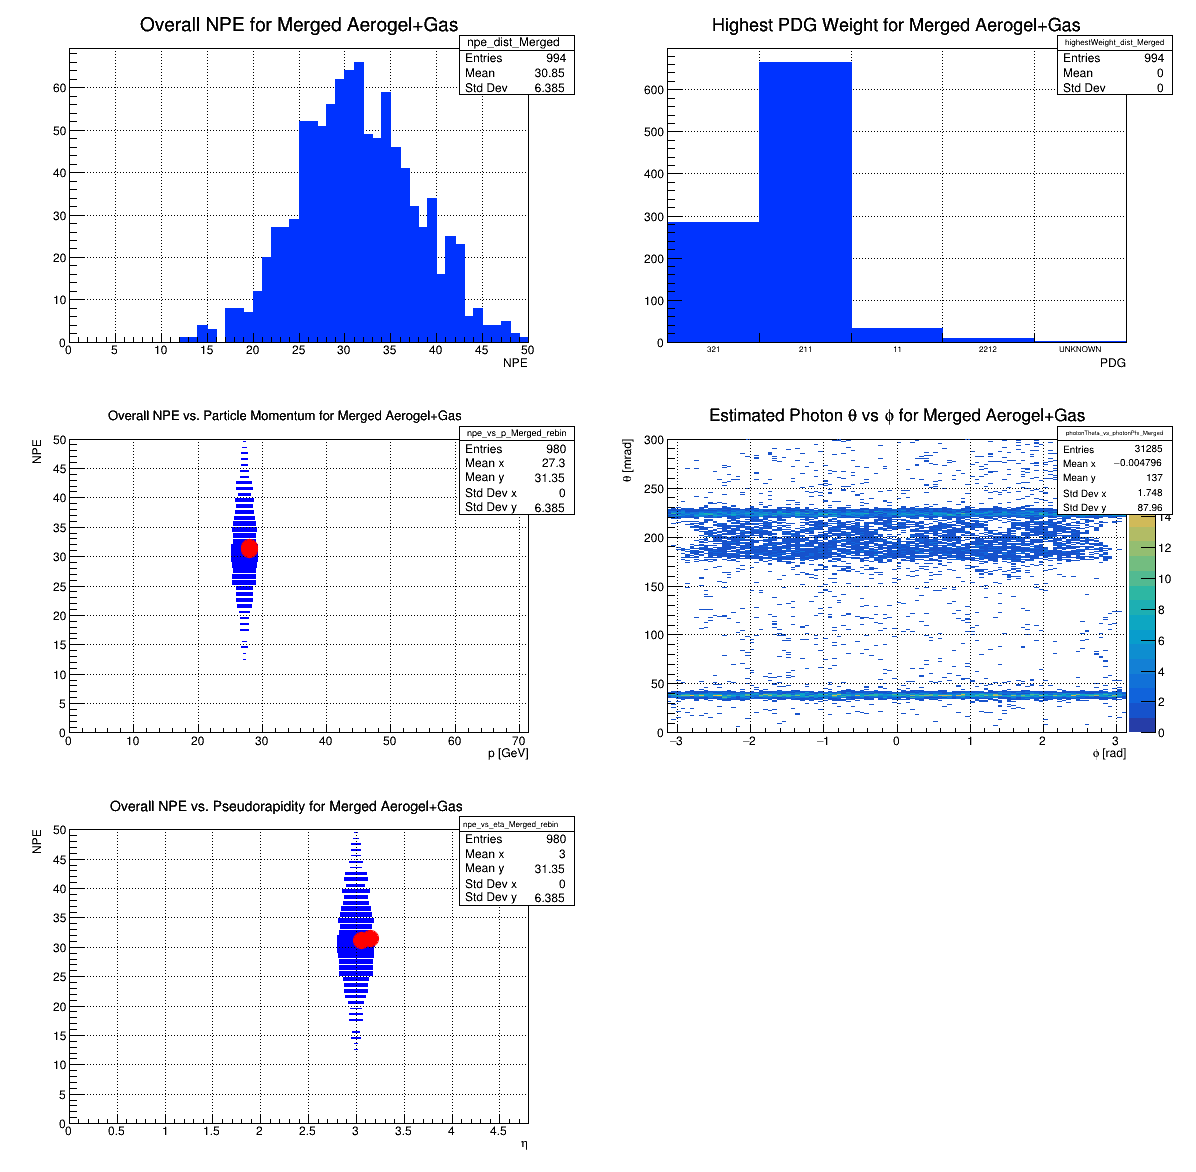 Overall NPE for Merged Aerogel+Gas
npe_dist_Merged
Entries 994
Mean 30.85
Std Dev 6.385
60
50
40
30
20
10
0
0 5 10 15 20 25 30 35 40 45 50
NPE
Highest PDG Weight for Merged Aerogel+Gas
highestWeight_dist_Merged
Entries 994
Mean 0
Std Dev 0
600
500
400
300
200
100
0
321 211 11 2212 UNKNOWN
PDG
Overall NPE vs. Particle Momentum for Merged Aerogel+Gas
npe_vs_p_Merged_rebin
Entries 980
Mean x 27.3
Mean y 31.35
Std Dev x 0
Std Dev y 6.385
NPE
50
45
40
35
30
25
20
15
10
5
0
0 10 20 30 40 50 60 70
p [GeV]
Estimated Photon θ vs ϕ for Merged Aerogel+Gas
photonTheta_vs_photonPhi_Merged
Entries 31285
Mean x −0.004796
Mean y 137
Std Dev x 1.748
Std Dev y 87.96
θ [mrad]
300
250
200
150
100
50
0
−3 −2 −1 0 1 2 3
ϕ [rad]
14
12
10
8
6
4
2
0
Overall NPE vs. Pseudorapidity for Merged Aerogel+Gas
npe_vs_eta_Merged_rebin
Entries 980
Mean x 3
Mean y 31.35
Std Dev x 0
Std Dev y 6.385
NPE
50
45
40
35
30
25
20
15
10
5
0
0 0.5 1 1.5 2 2.5 3 3.5 4 4.5
η